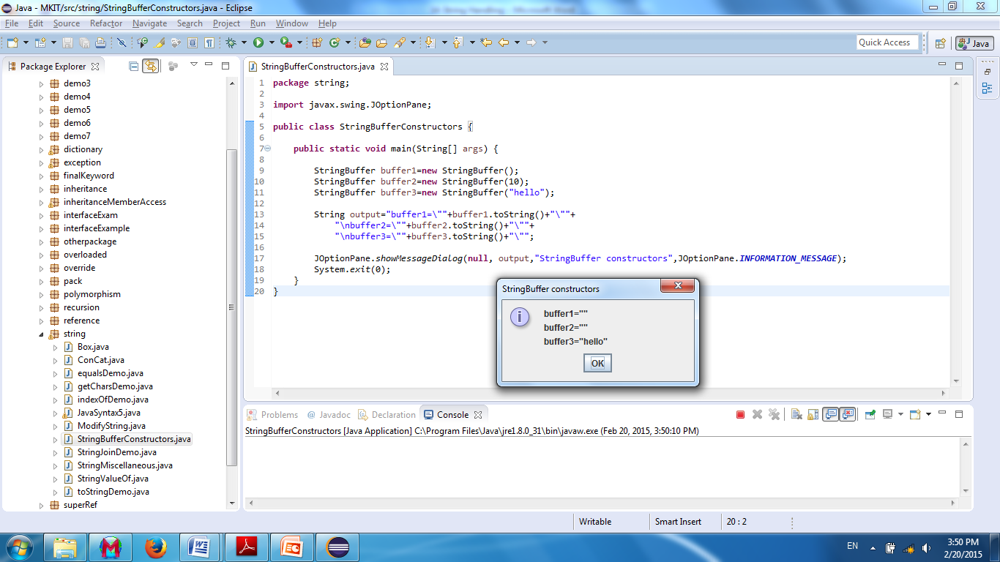 Java - MKIT/src/string/StringBufferConstructors.java - Eclipse
File Edit Source Refactor Navigate Search Project Run Window Help
Quick Access
Java
Package Explorer
demo3
demo4
demo5
demo6
demo7
dictionary
exception
finalKeyword
inheritance
inheritanceMemberAccess
interfaceExam
interfaceExample
otherpackage
overloaded
override
pack
polymorphism
recursion
reference
string
Box.java
ConCat.java
equalsDemo.java
getCharsDemo.java
indexOfDemo.java
JavaSyntax5.java
ModifyString.java
StringBufferConstructors.java
StringJoinDemo.java
StringMiscellaneous.java
StringValueOf.java
toStringDemo.java
superRef
StringBufferConstructors.java
1 package string;
2
3 import javax.swing.JOptionPane;
4
5 public class StringBufferConstructors {
6
7 public static void main(String[] args) {
8
9 StringBuffer buffer1=new StringBuffer();
10 StringBuffer buffer2=new StringBuffer(10);
11 StringBuffer buffer3=new StringBuffer("hello");
12
13 String output="buffer1=\""+buffer1.toString()+"\""+
14 "\nbuffer2=\""+buffer2.toString()+"\""+
15 "\nbuffer3=\""+buffer3.toString()+"\"";
16
17 JOptionPane.showMessageDialog(null, output,"StringBuffer constructors",JOptionPane.INFORMATION_MESSAGE);
18 System.exit(0);
19 }
20 }
StringBuffer constructors
buffer1=""
buffer2=""
buffer3="hello"
OK
Problems @ Javadoc Declaration Console
StringBufferConstructors [Java Application] C:\Program Files\Java\jre1.8.0_31\bin\javaw.exe (Feb 20, 2015, 3:50:10 PM)
Writable Smart Insert 20 : 2
EN
3:50 PM
2/20/2015